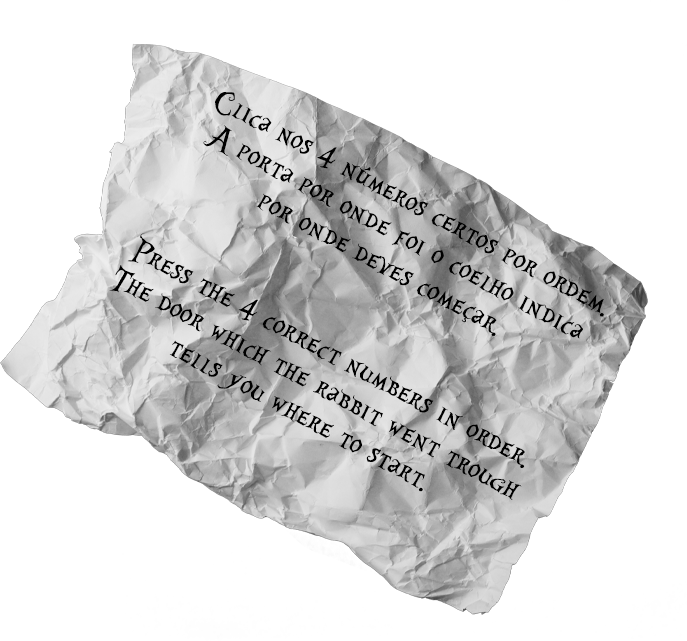 Clica nos 4 números certos por ordem.
A porta por onde foi o coelho indica
por onde deves começar.
Press the 4 correct numbers in order.
The door which the rabbit went trough
tells you where to start.